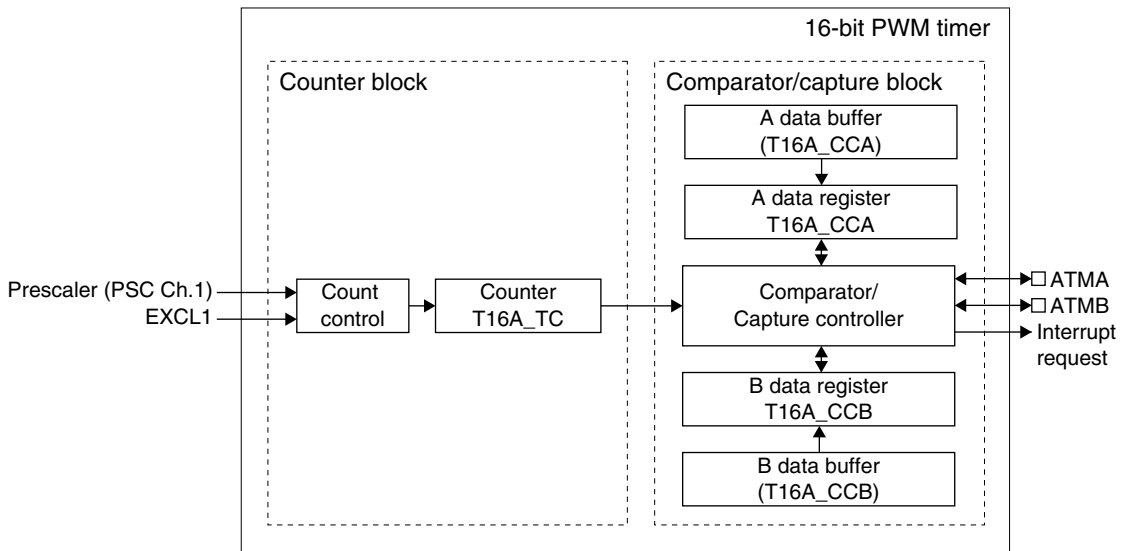 16-bit PWM timer
Counter block
Comparator/capture block
A data buffer
(T16A_CCA)
A data register
T16A_CCA
Prescaler (PSC Ch.1)
EXCL1
Count
control
Counter
T16A_TC
Comparator/
Capture controller
ATMA
ATMB
Interrupt
request
B data register
T16A_CCB
B data buffer
(T16A_CCB)